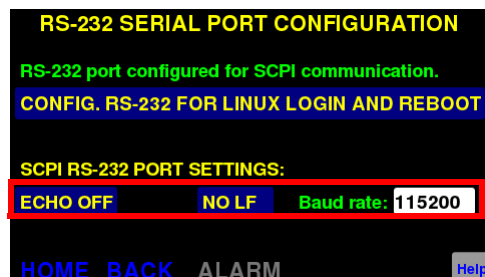 RS-232 SERIAL PORT CONFIGURATION
RS-232 port configured for SCPI communication.
CONFIG. RS-232 FOR LINUX LOGIN AND REBOOT
SCPI RS-232 PORT SETTINGS:
ECHO OFF NO LF Baud rate: 115200
HOME BACK ALARM Help